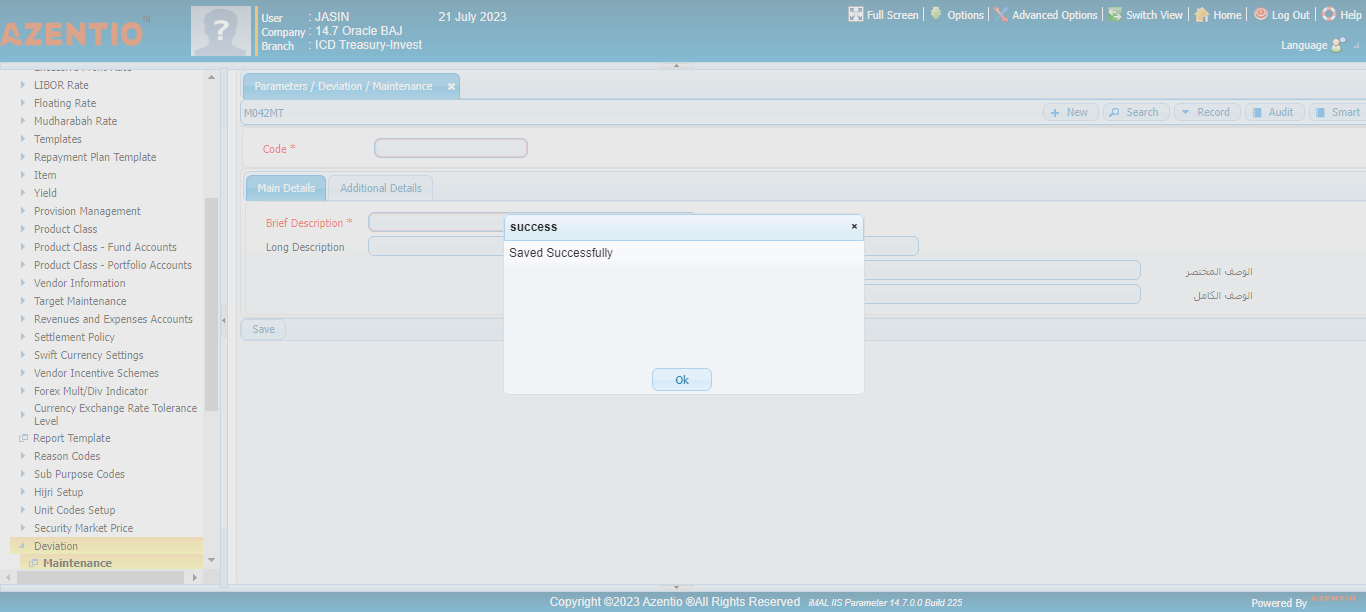 AZENTIO™
?
User : JASIN 21 July 2023
Company : 14.7 Oracle BAJ
Branch : ICD Treasury-Invest
Full Screen Options Advanced Options Switch View Home Log Out Help
Language
LIBOR Rate
Floating Rate
Mudharabah Rate
Templates
Repayment Plan Template
Item
Yield
Provision Management
Product Class
Product Class - Fund Accounts
Product Class - Portfolio Accounts
Vendor Information
Target Maintenance
Revenues and Expenses Accounts
Settlement Policy
Swift Currency Settings
Vendor Incentive Schemes
Forex Mult/Div Indicator
Currency Exchange Rate Tolerance
Level
Report Template
Reason Codes
Sub Purpose Codes
Hijri Setup
Unit Codes Setup
Security Market Price
Deviation
Maintenance
Parameters / Deviation / Maintenance ×
M042MT
New Search Record Audit Smart
Code *
Main Details Additional Details
Brief Description *
Long Description
الوصف المختصر
الوصف الكامل
Save
success ×
Saved Successfully
Ok
Copyright ©2023 Azentio ®All Rights Reserved iMAL IIS Parameter 14.7.0.0 Build 225
Powered By AZENTIO